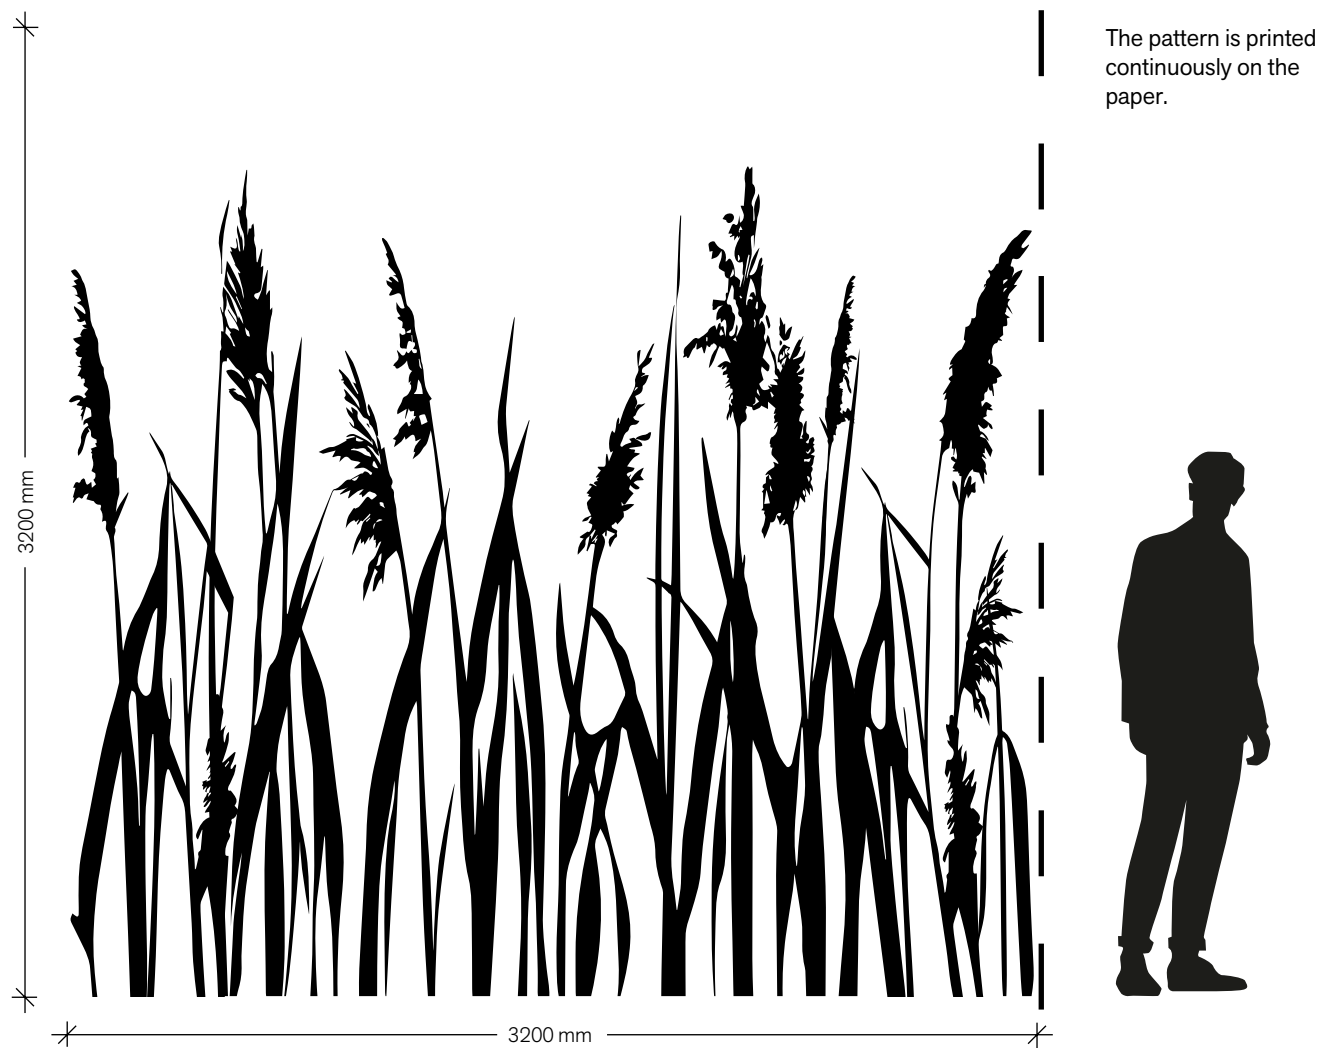 The pattern is printed
continuously on the
paper.
3200 mm
3200 mm